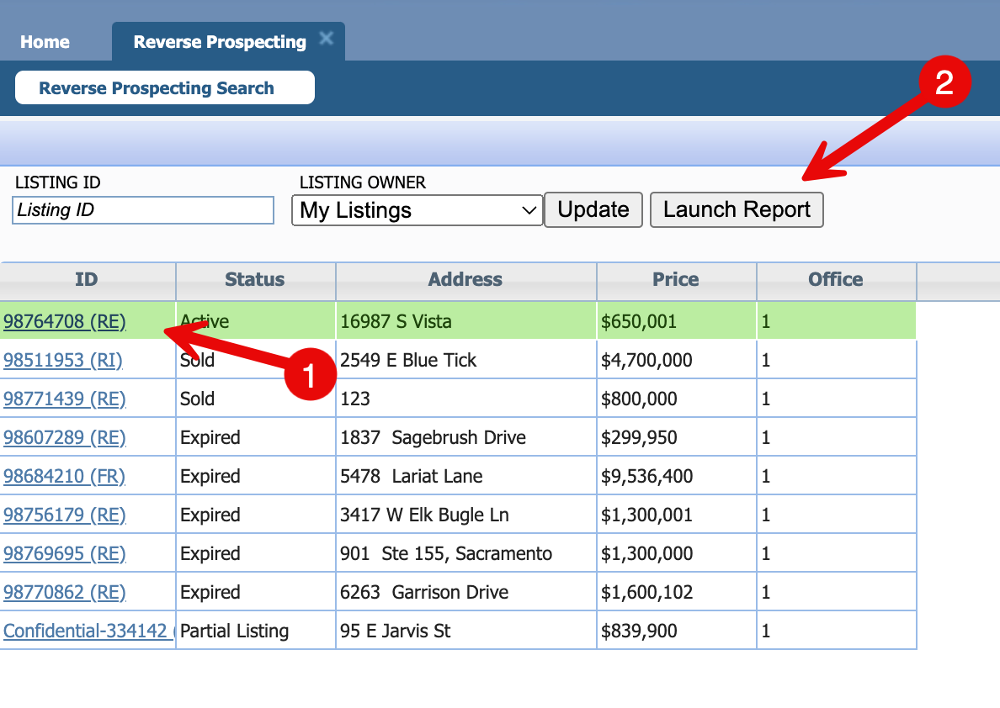 Home Reverse Prospecting
Reverse Prospecting Search
2
LISTING ID LISTING OWNER
Listing ID My Listings Update Launch Report
ID Status Address Price Office
98764708 (RE) Active 16987 S Vista $650,001 1
98511953 (RI) Sold 2549 E Blue Tick $4,700,000 1
1
98771439 (RE) Sold 123 $800,000 1
98607289 (RE) Expired 1837 Sagebrush Drive $299,950 1
98684210 (FR) Expired 5478 Lariat Lane $9,536,400 1
98756179 (RE) Expired 3417 W Elk Bugle Ln $1,300,001 1
98769695 (RE) Expired 901 Ste 155, Sacramento $1,300,000 1
98770862 (RE) Expired 6263 Garrison Drive $1,600,102 1
Confidential-334142 ( Partial Listing 95 E Jarvis St $839,900 1